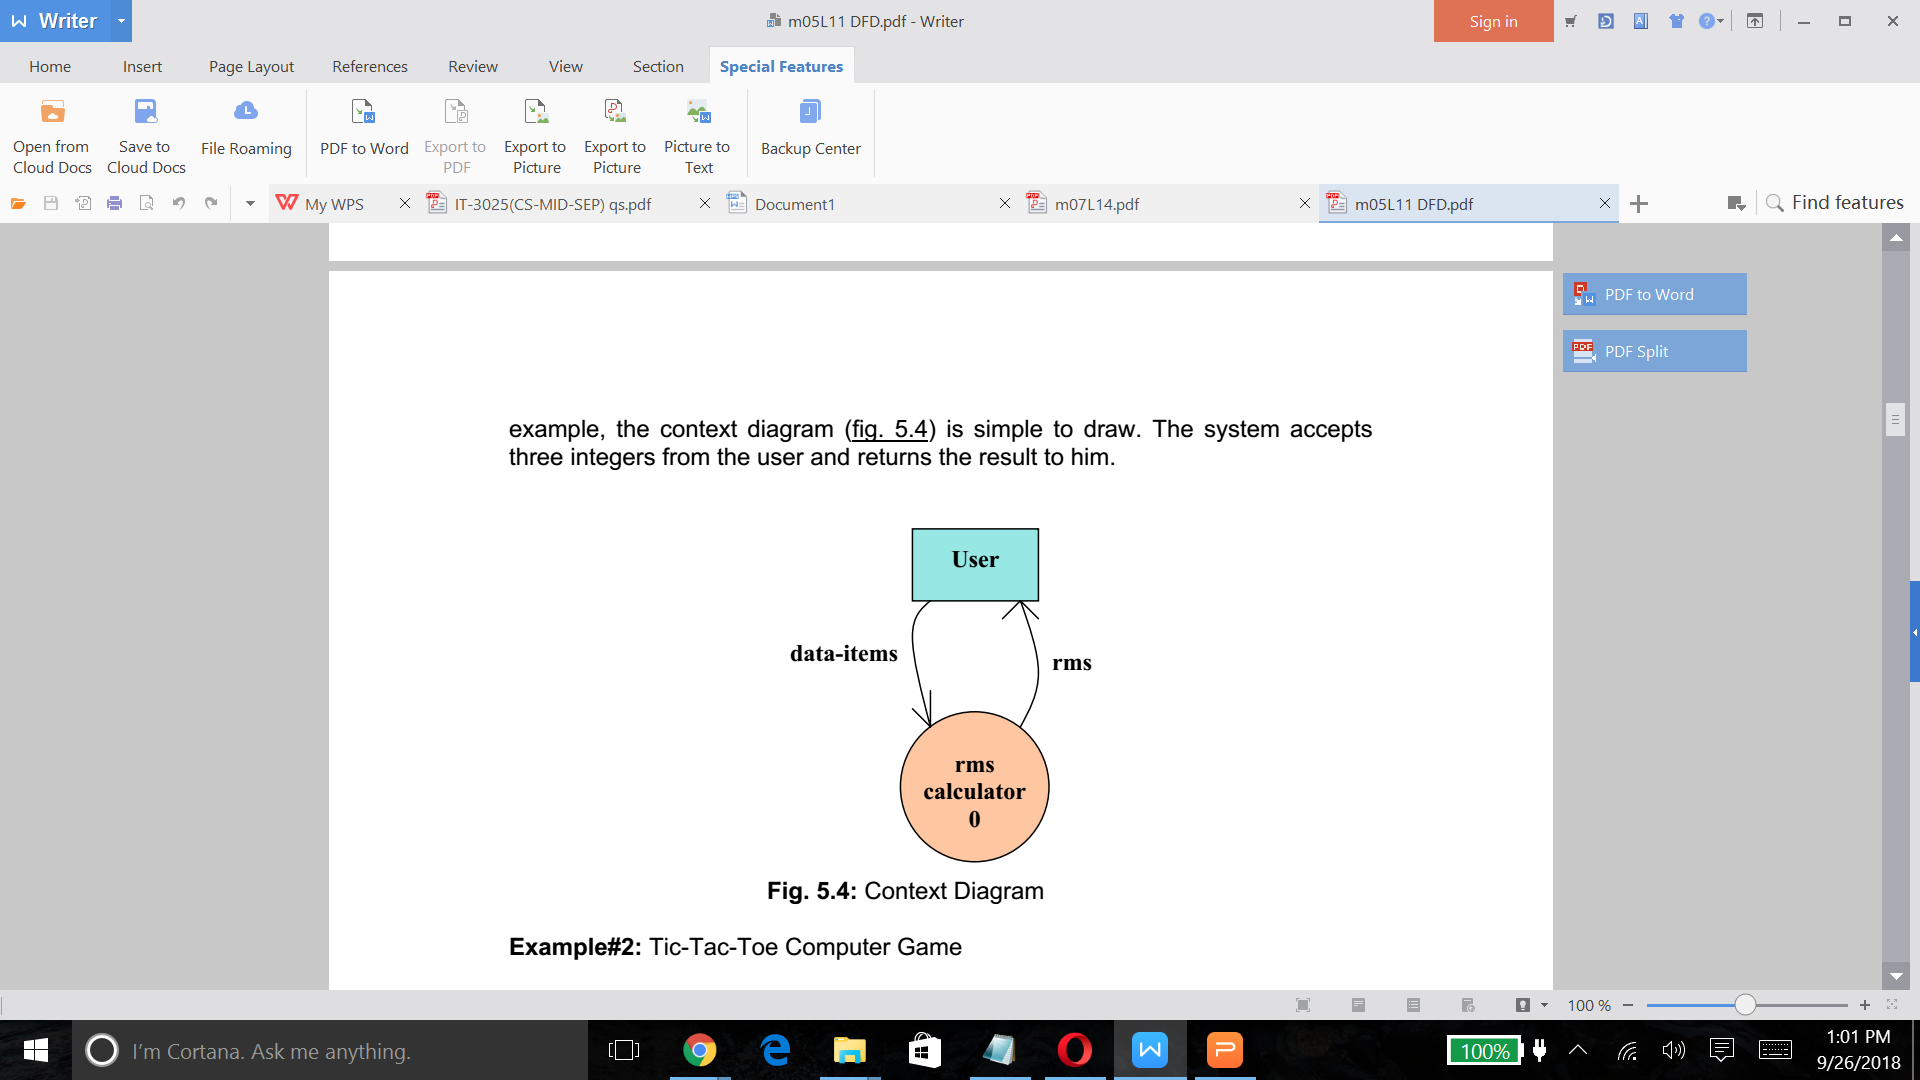 Writer
m05L11 DFD.pdf - Writer
Sign in
Home Insert Page Layout References Review View Section Special Features
Open from Cloud Docs
Save to Cloud Docs
File Roaming
PDF to Word
Export to PDF
Export to Picture
Export to Picture
Picture to Text
Backup Center
My WPS
IT-3025(CS-MID-SEP) qs.pdf
Document1
m07L14.pdf
m05L11 DFD.pdf
Find features
PDF to Word
PDF Split
example, the context diagram (fig. 5.4) is simple to draw. The system accepts
three integers from the user and returns the result to him.
User
data-items
rms
rms
calculator
0
Fig. 5.4: Context Diagram
Example#2: Tic-Tac-Toe Computer Game
100 %
I'm Cortana. Ask me anything.
100%
1:01 PM
9/26/2018